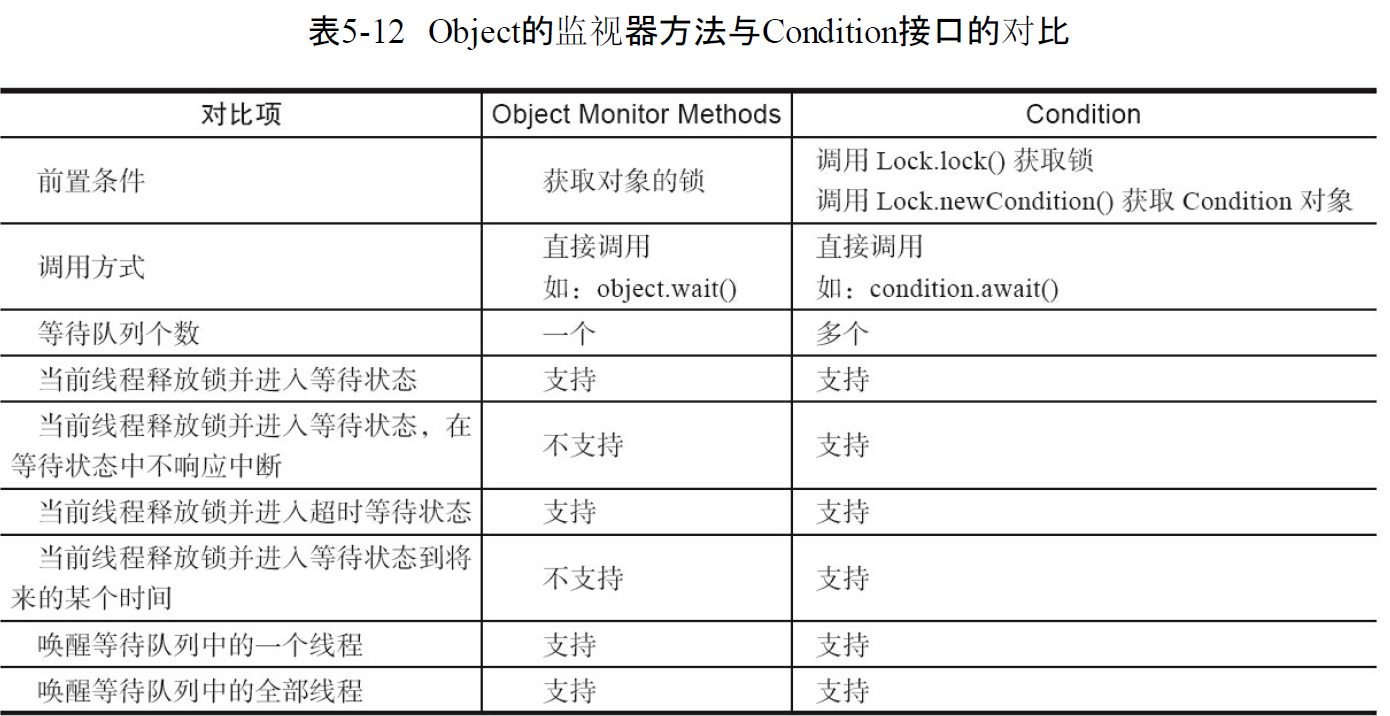 表5-12 Object的监视器方法与Condition接口的对比
对比项 Object Monitor Methods Condition
前置条件 获取对象的锁 调用 Lock.lock() 获取锁
调用 Lock.newCondition() 获取 Condition 对象
调用方式 直接调用 直接调用
如：object.wait() 如：condition.await()
等待队列个数 一个 多个
当前线程释放锁并进入等待状态 支持 支持
当前线程释放锁并进入等待状态，在
等待状态中不响应中断 不支持 支持
当前线程释放锁并进入超时等待状态 支持 支持
当前线程释放锁并进入等待状态到将
来的某个时间 不支持 支持
唤醒等待队列中的一个线程 支持 支持
唤醒等待队列中的全部线程 支持 支持